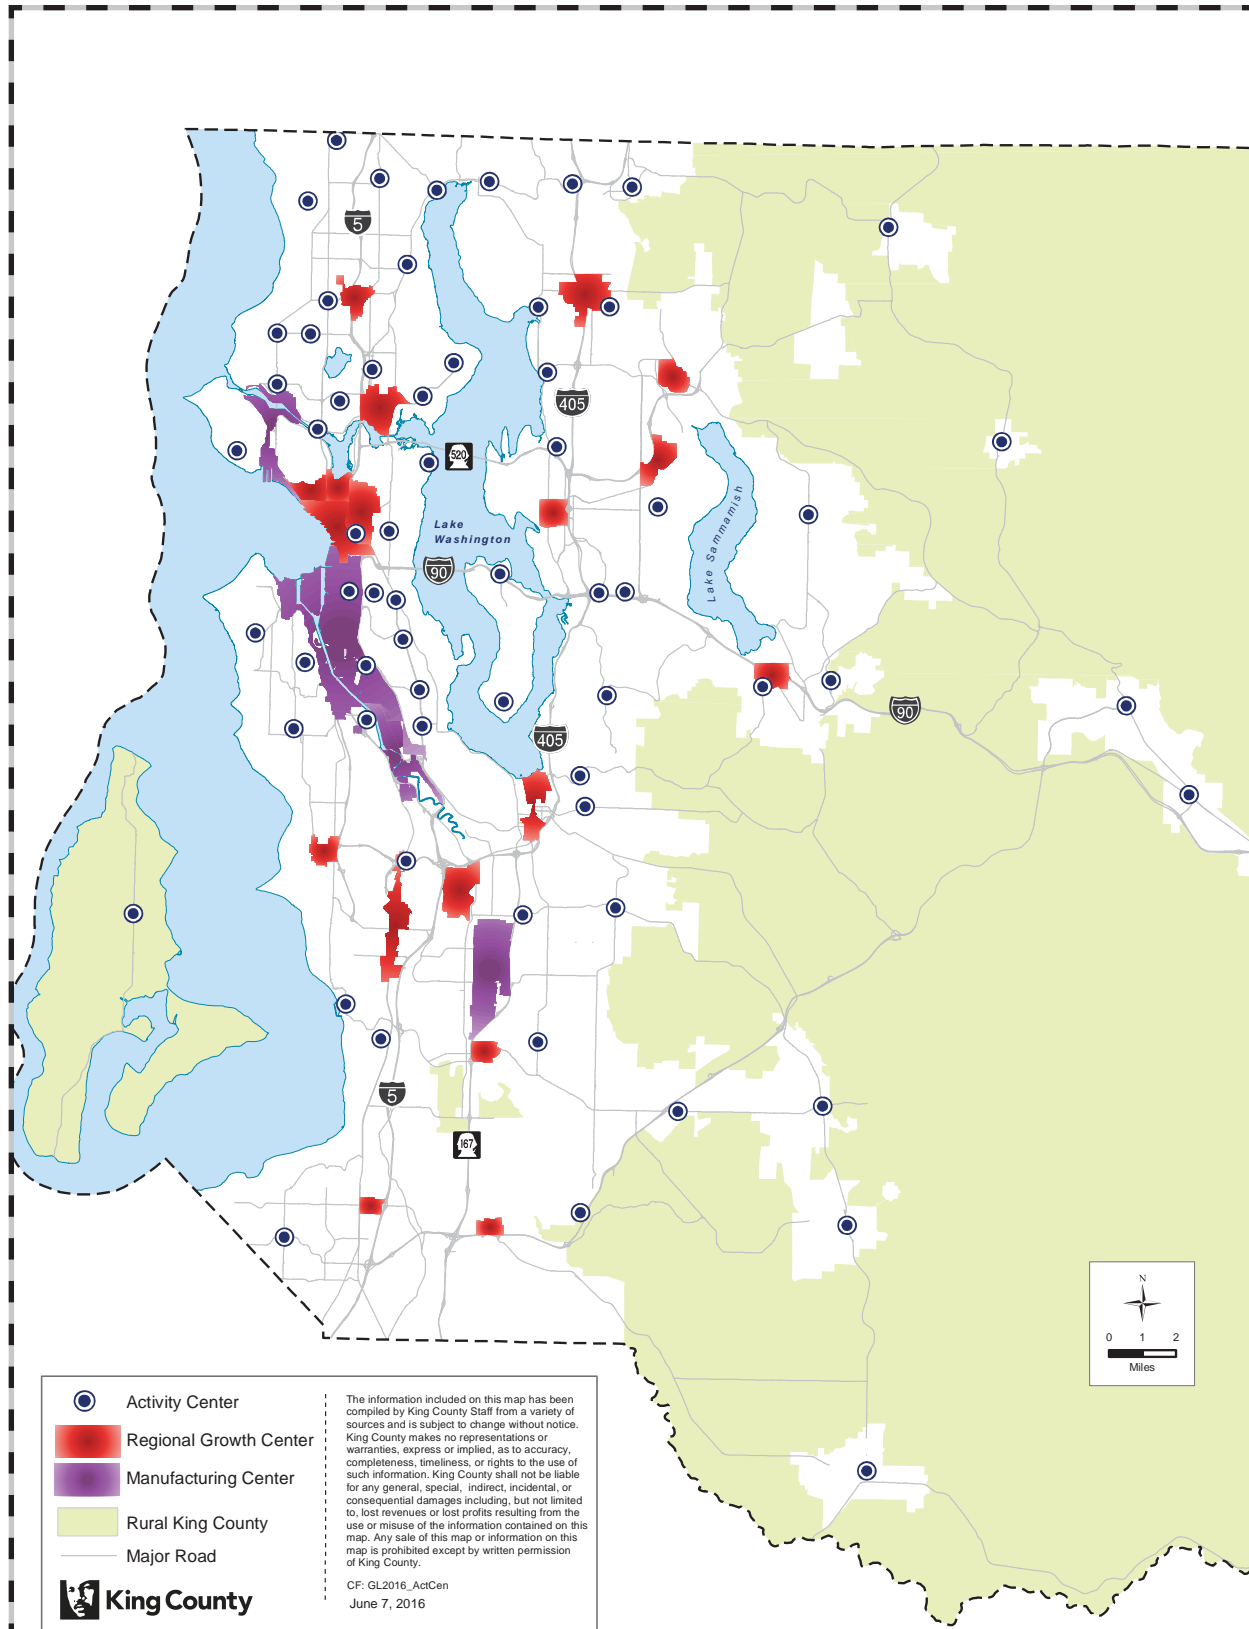 5
405
520
Lake
Washington
Lake Sammamish
90
90
405
5
167
N
0 1 2
Miles
Activity Center
Regional Growth Center
Manufacturing Center
Rural King County
Major Road
King County
The information included on this map has been
compiled by King County Staff from a variety of
sources and is subject to change without notice.
King County makes no representations or
warranties, express or implied, as to accuracy,
completeness, timeliness, or rights to the use of
such information. King County shall not be liable
for any general, special, indirect, incidental, or
consequential damages including, but not limited
to, lost revenues or lost profits resulting from the
use or misuse of the information contained on this
map. Any sale of this map or information on this
map is prohibited except by written permission
of King County.
CF: GL2016_ActCen
June 7, 2016